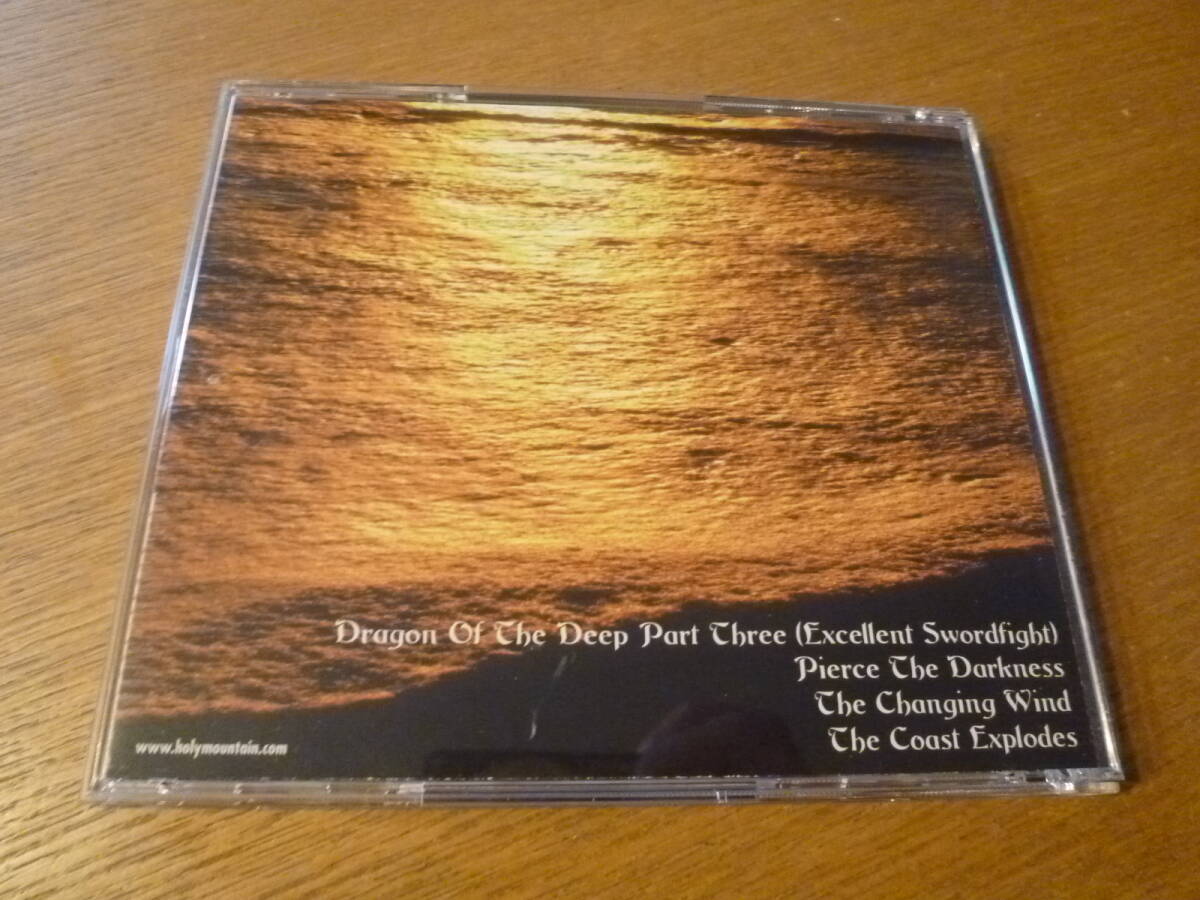 Dragon Of The Deep Part Three (Excellent Swordfight)
Pierce The Darkness
The Changing Wind
The Coast Explodes
www.holymountain.com